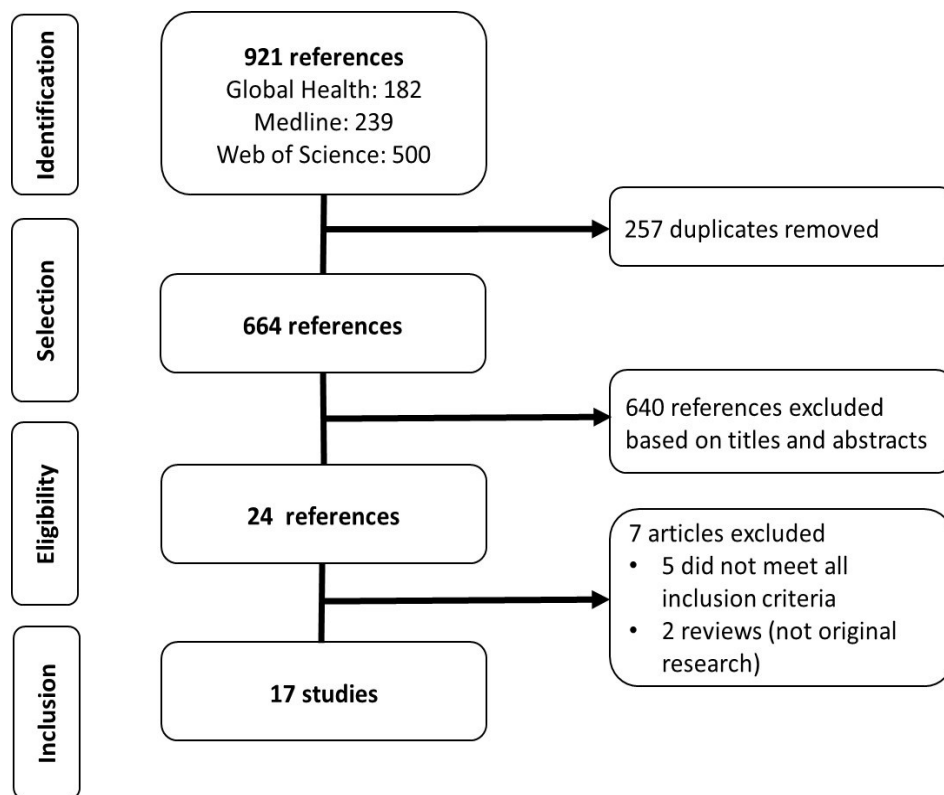 Identification
921 references
Global Health: 182
Medline: 239
Web of Science: 500
257 duplicates removed
Selection
664 references
640 references excluded
based on titles and abstracts
Eligibility
24 references
7 articles excluded
• 5 did not meet all
inclusion criteria
• 2 reviews (not original
research)
Inclusion
17 studies